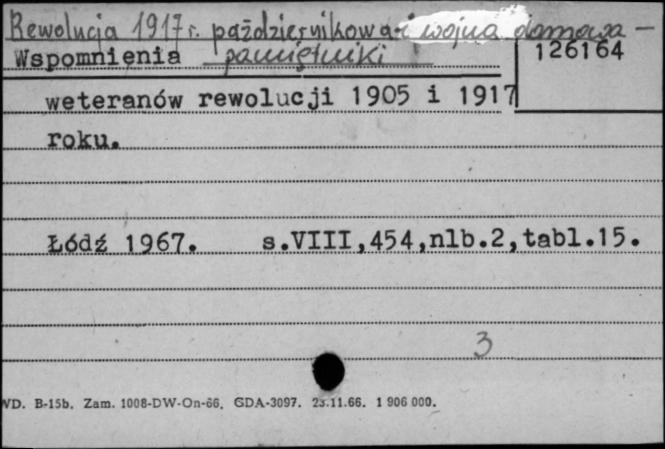 Rewolucja 1917 r. październikowa i wojna domowa —
Wspomnienia pamiętniki 126164
weteranów rewolucji 1905 i 1917
roku.
Łódź 1967. s.VIII,454,nlb.2,tabl.15.
3
WD. B-15b. Zam. 1008-DW-On-66. GDA-3097. 23.11.66. 1 906 000.